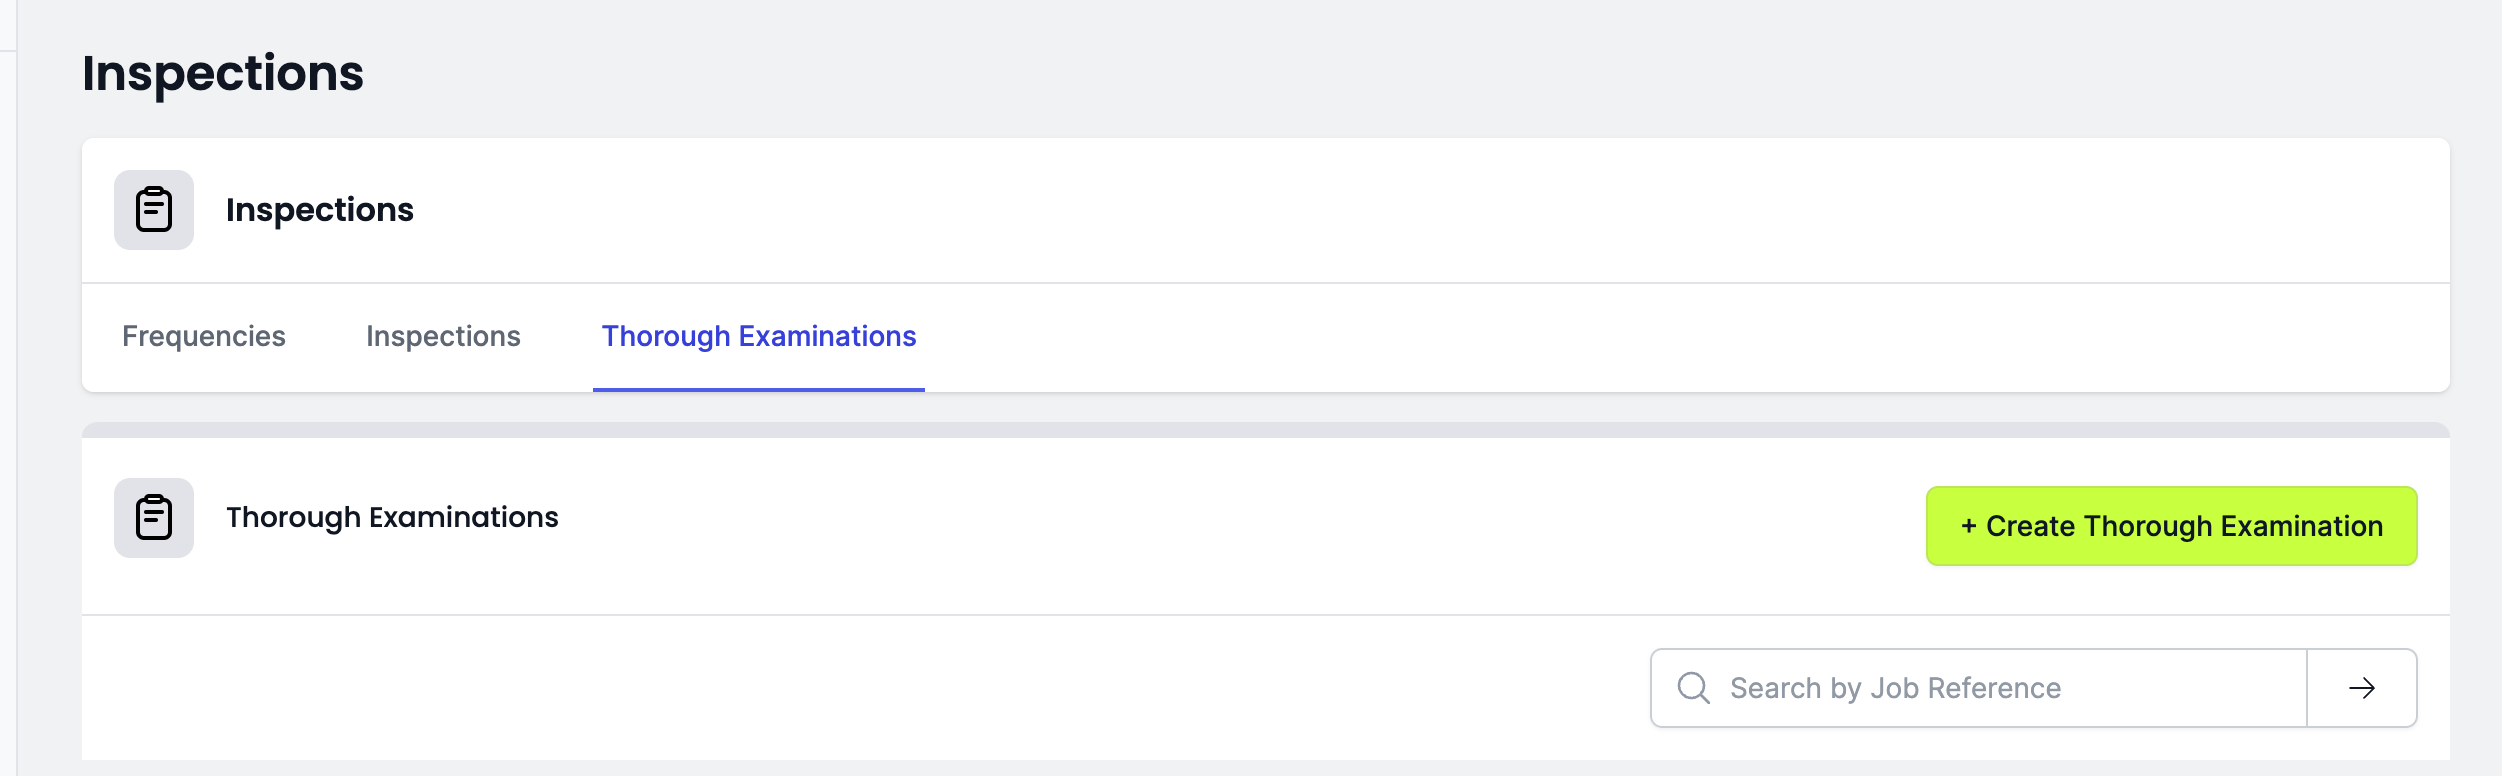 Inspections
Inspections
Frequencies
Inspections
Thorough Examinations
Thorough Examinations
+ Create Thorough Examination
Search by Job Reference